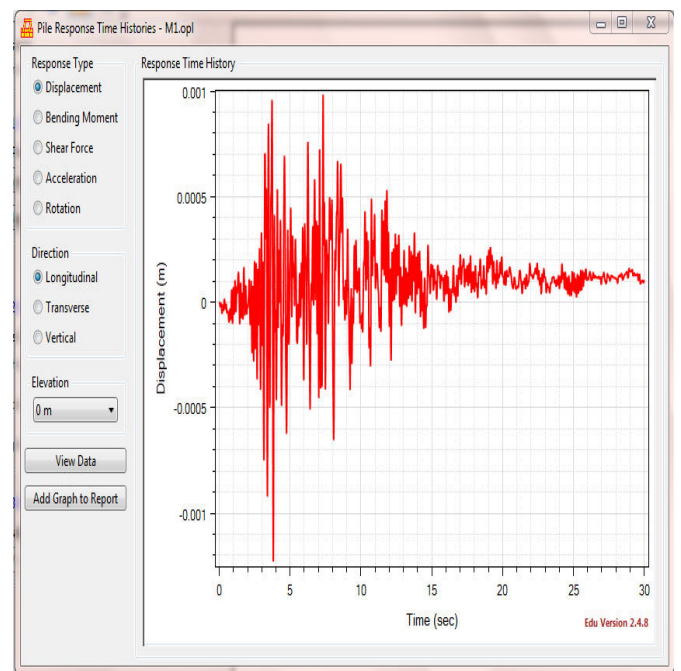 Pile Response Time Histories - M1.opl
Response Type
Displacement
Bending Moment
Shear Force
Acceleration
Rotation
Direction
Longitudinal
Transverse
Vertical
Elevation
0 m
View Data
Add Graph to Report
Response Time History
0.001
0.0005
0
-0.0005
-0.001
Displacement (m)
0 5 10 15 20 25 30
Time (sec)
Edu Version 2.4.8